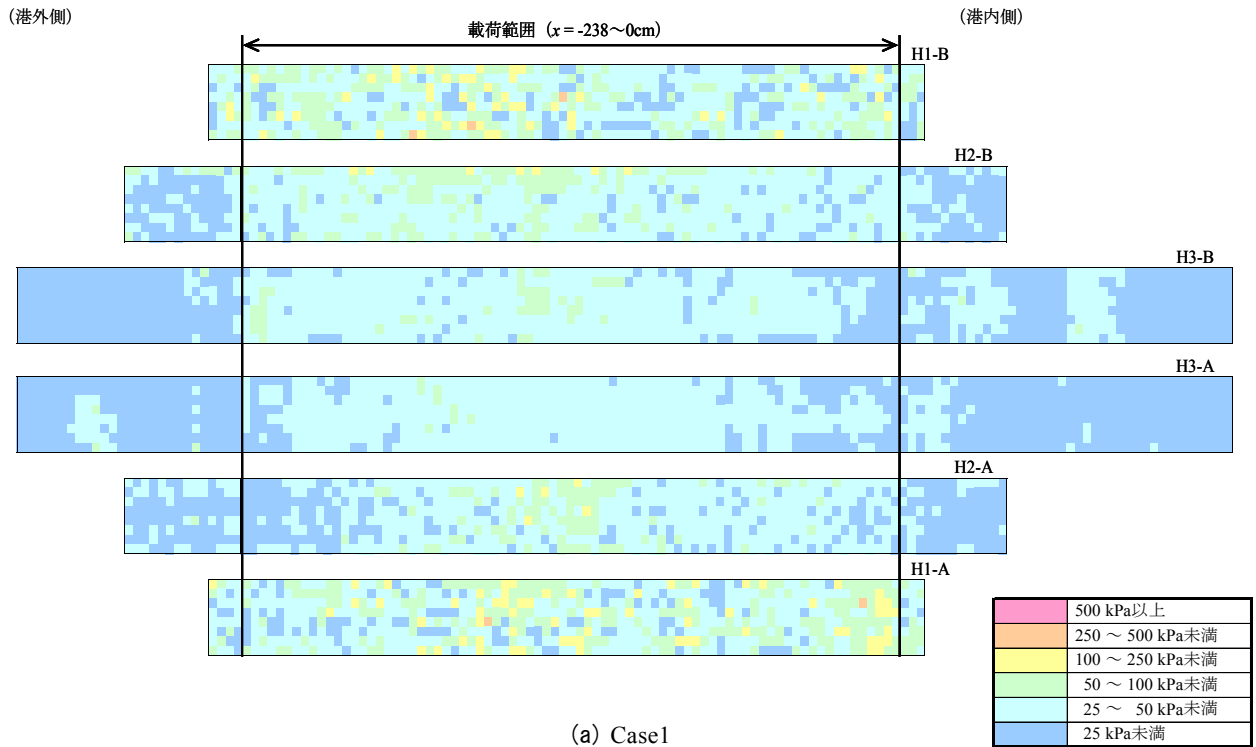 (港外側)
(港内側)
載荷範囲 (x = -238～0cm)
H1-B
H2-B
H3-B
H3-A
H2-A
H1-A
500 kPa以上
250 ～ 500 kPa未満
100 ～ 250 kPa未満
50 ～ 100 kPa未満
25 ～ 50 kPa未満
25 kPa未満
(a) Case1